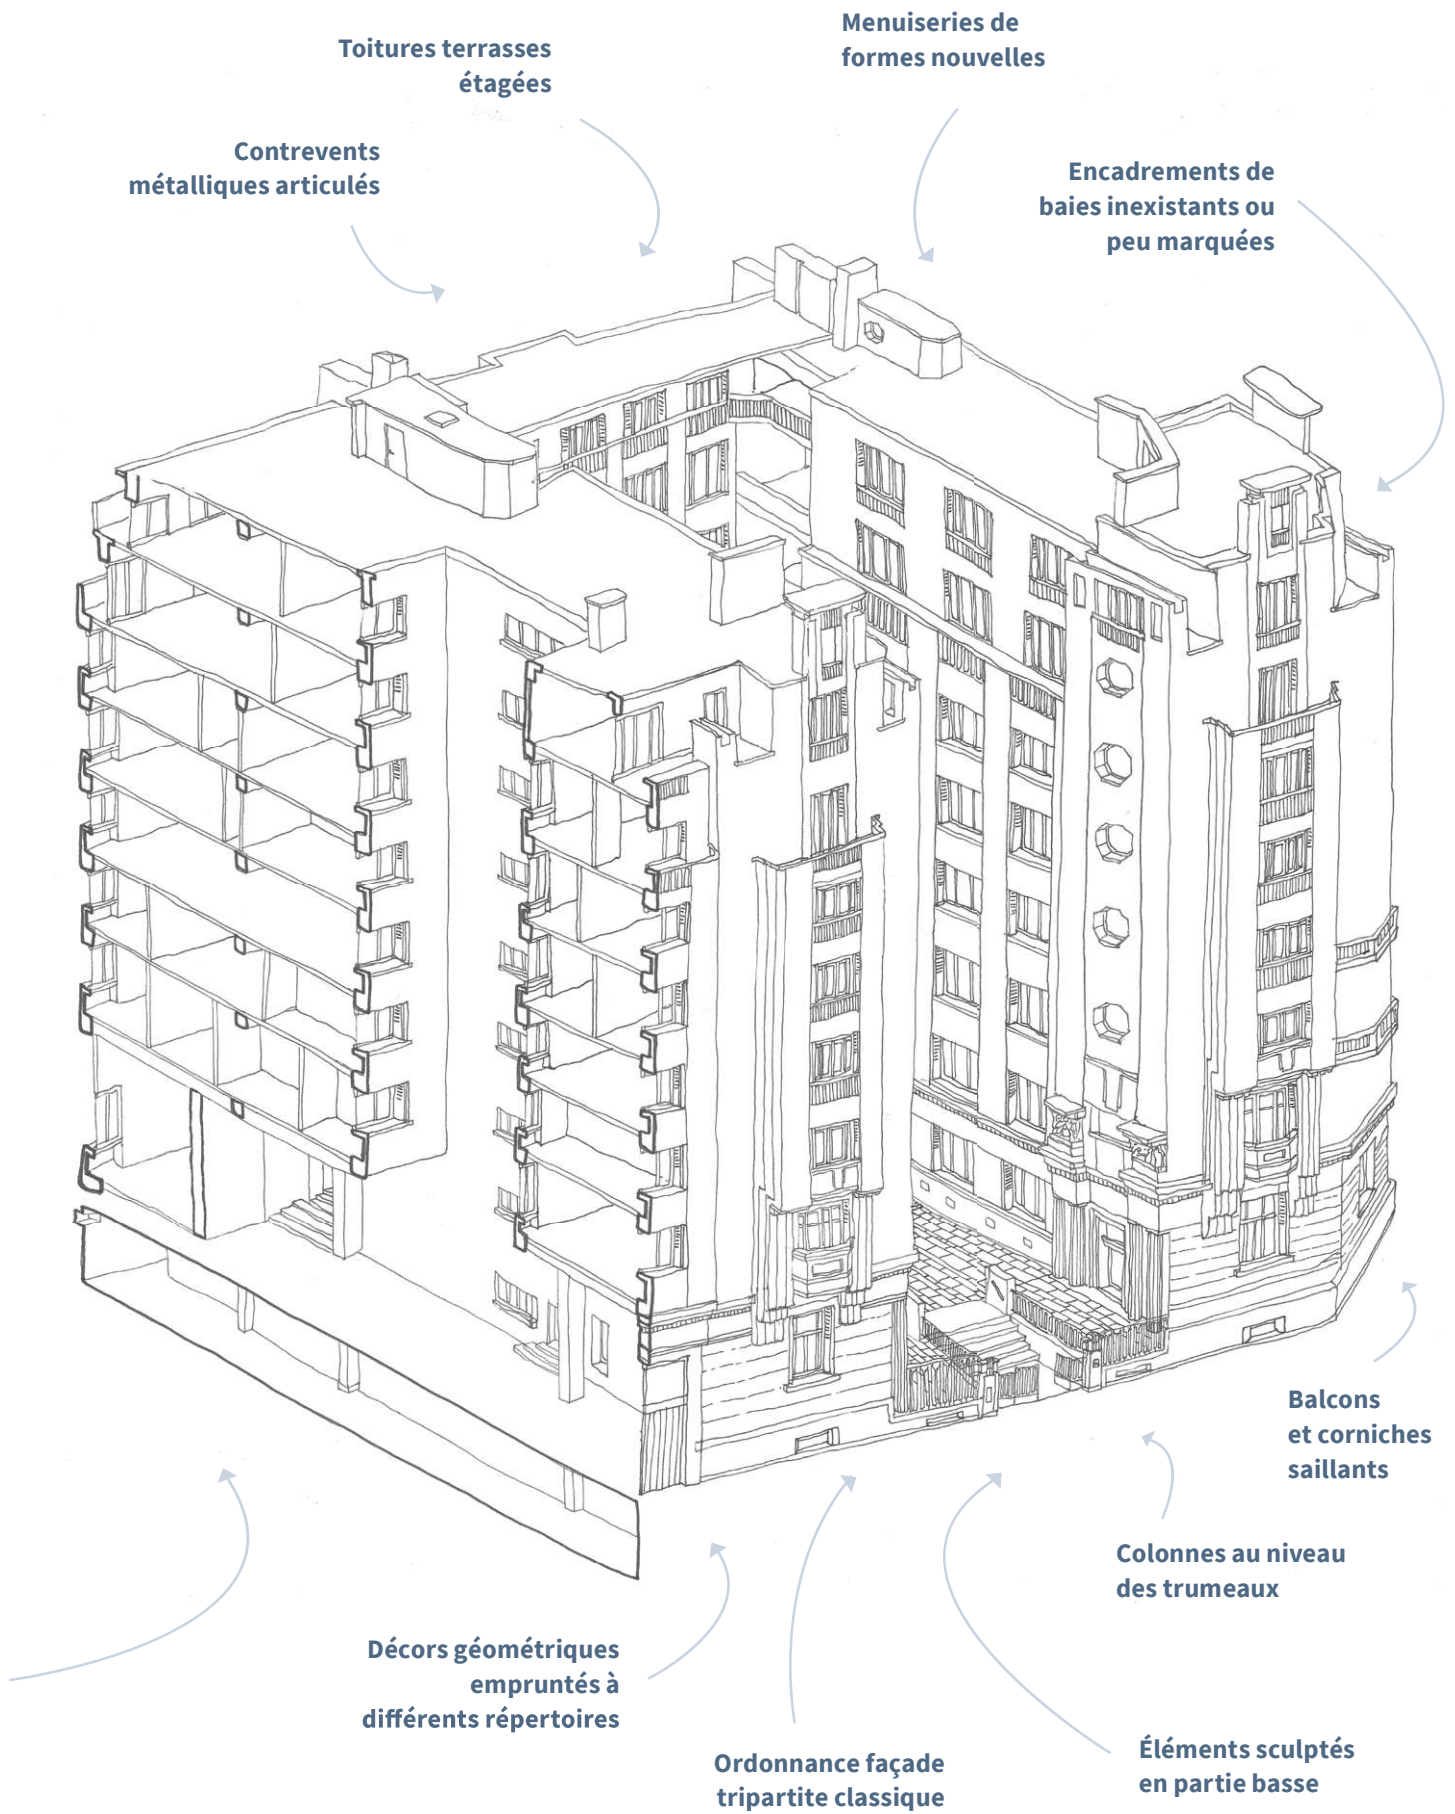 Menuiseries de
formes nouvelles
Toitures terrasses
étagées
Contrevents
métalliques articulés
Encadrements de
baies inexistants ou
peu marquées
Balcons
et corniches
saillants
Colonnes au niveau
des trumeaux
Décors géométriques
empruntés à
différents répertoires
Ordonnance façade
tripartite classique
Éléments sculptés
en partie basse